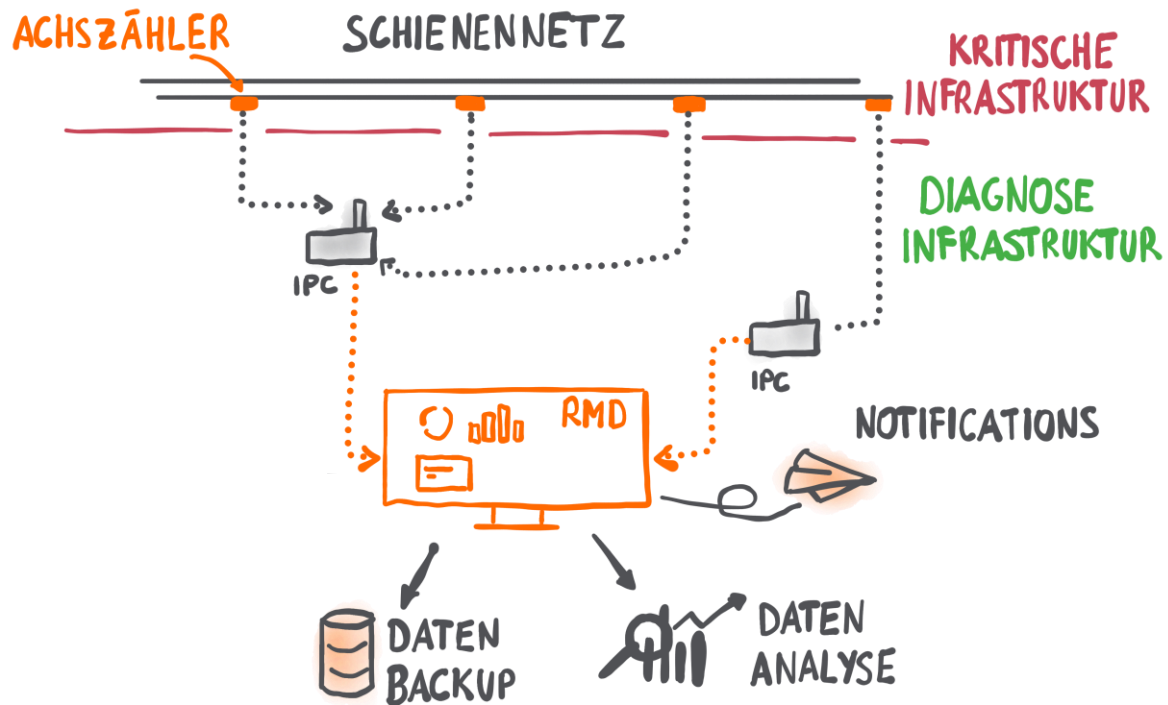 ACHSZÄHLER
SCHIENENNETZ
KRITISCHE
INFRASTRUKTUR
DIAGNOSE
INFRASTRUKTUR
IPC
IPC
RMD
NOTIFICATIONS
DATEN
BACKUP
DATEN
ANALYSE